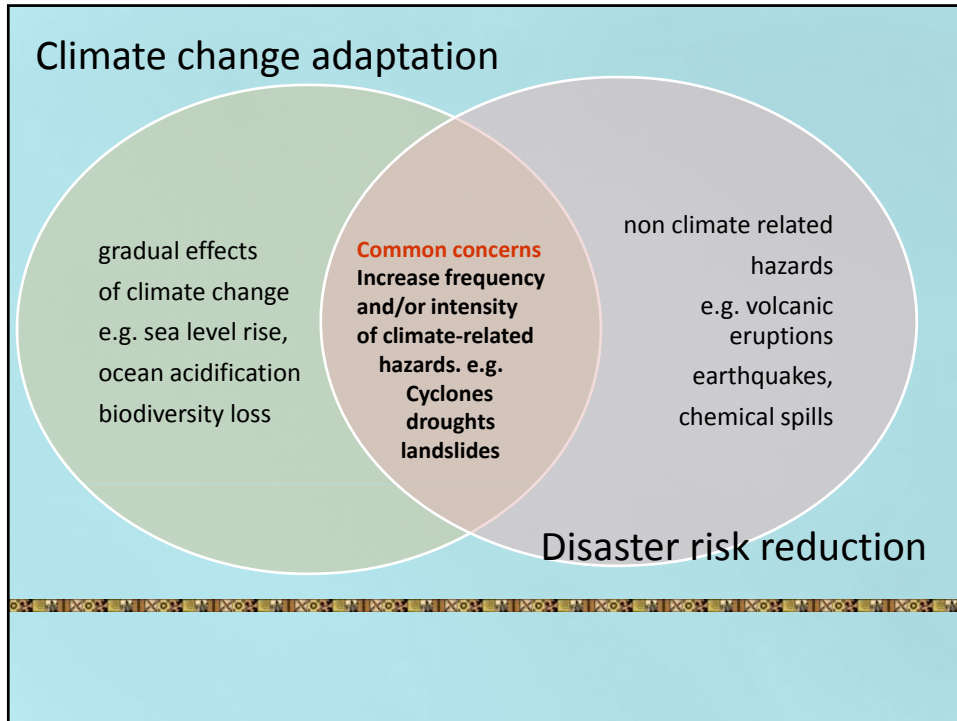 Climate change adaptation
gradual effects
of climate change
e.g. sea level rise,
ocean acidification
biodiversity loss
Common concerns
Increase frequency
and/or intensity
of climate-related
hazards. e.g.
Cyclones
droughts
landslides
non climate related
hazards
e.g. volcanic
eruptions
earthquakes,
chemical spills
Disaster risk reduction